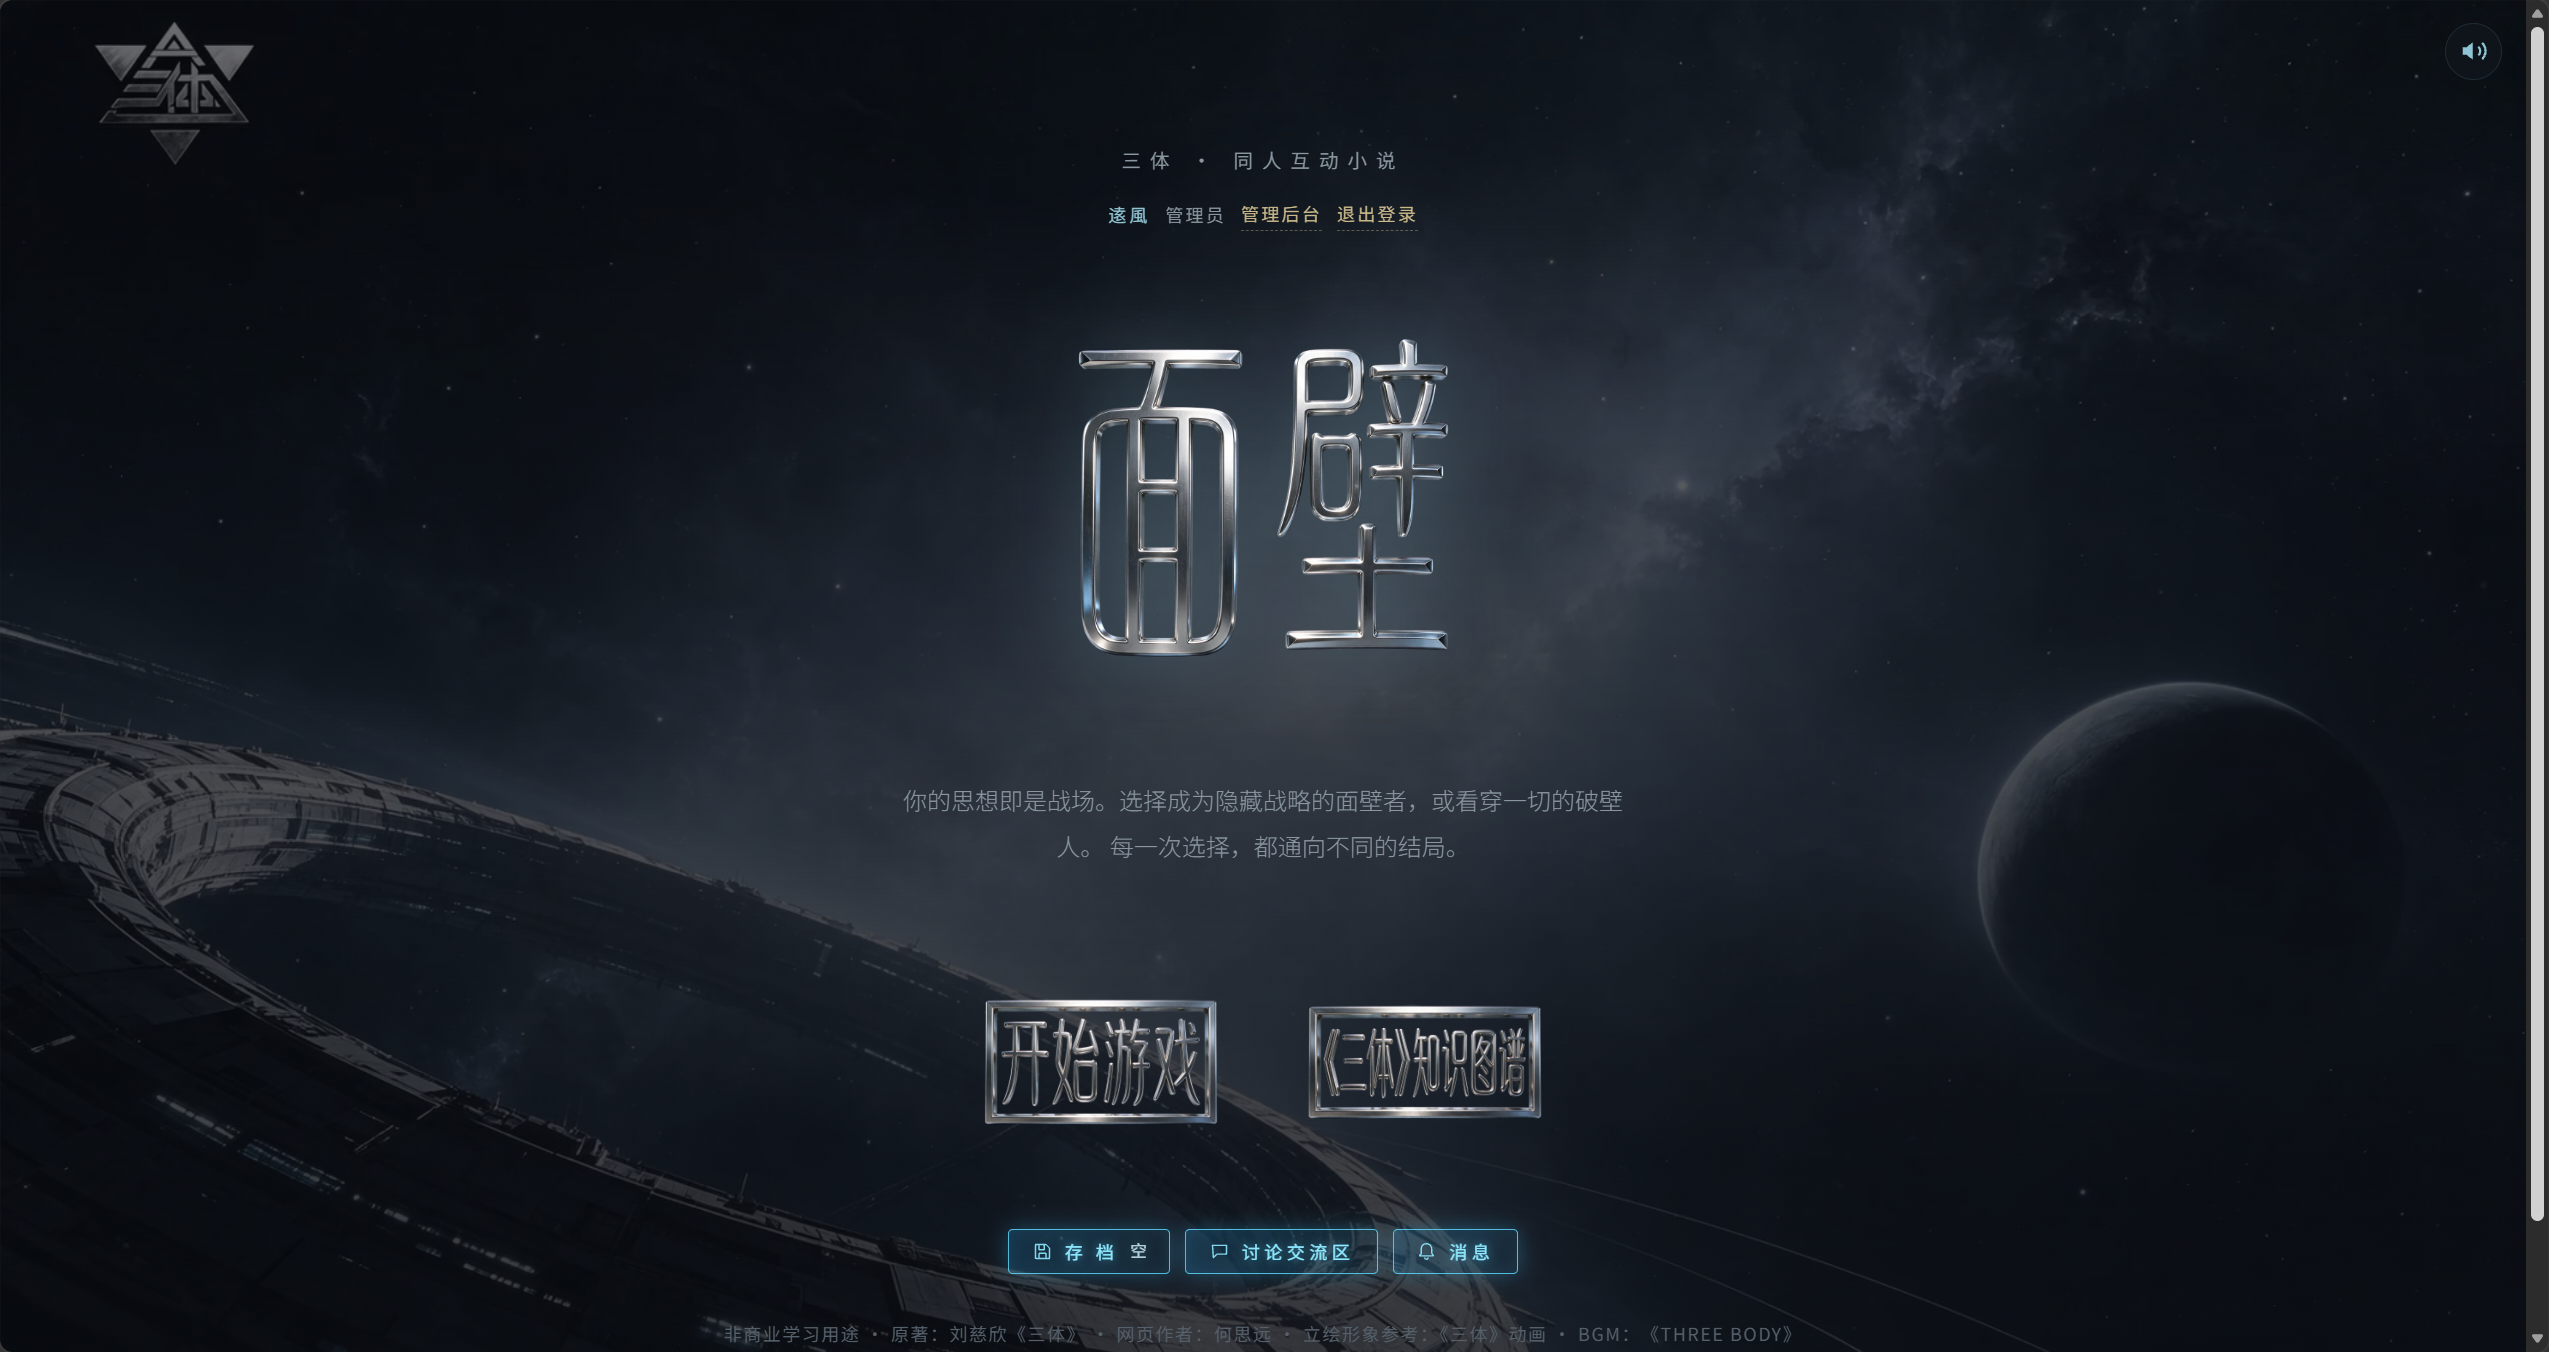 三体
三体 · 同人互动小说
逺風 管理员 管理后台 退出登录
面壁
你的思想即是战场。选择成为隐藏战略的面壁者，或看穿一切的破壁
人。 每一次选择，都通向不同的结局。
开始游戏
《三体》知识图谱
存 档 空
讨论交流区
消息
非商业学习用途 · 原著：刘慈欣《三体》 · 网页作者：何思远 · 立绘形象参考：《三体》动画 · BGM：《THREE BODY》